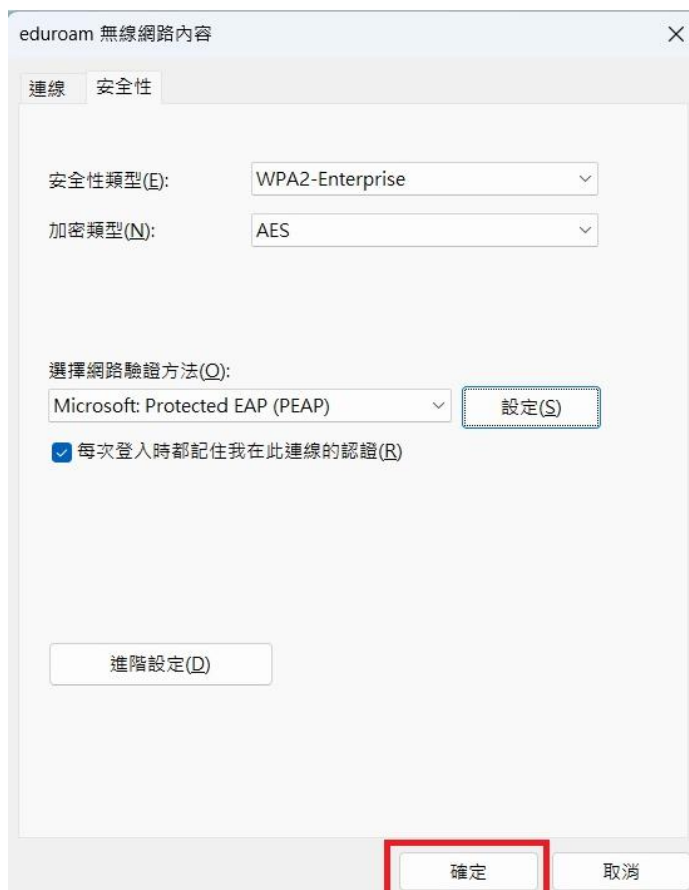 eduroam 無線網路內容
連線 安全性
安全性類型(E): WPA2-Enterprise
加密類型(N): AES
選擇網路驗證方法(O):
Microsoft: Protected EAP (PEAP) 設定(S)
每次登入時都記住我在此連線的認證(R)
進階設定(D)
確定 取消